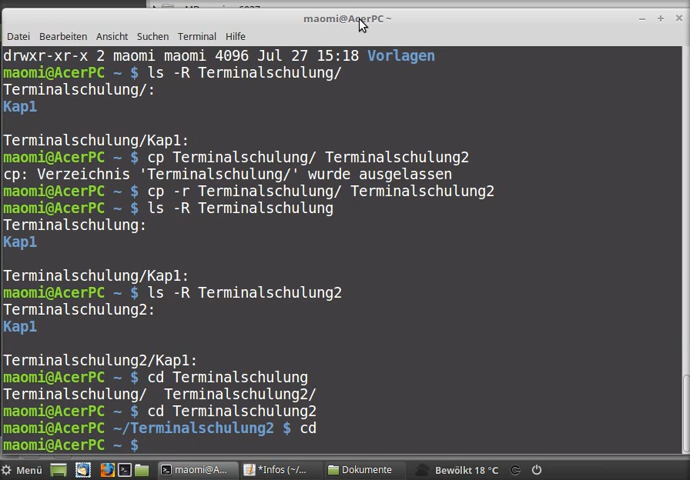 maomi@AcerPC ~
Datei Bearbeiten Ansicht Suchen Terminal Hilfe
drwxr-xr-x 2 maomi maomi 4096 Jul 27 15:18 Vorlagen
maomi@AcerPC ~ $ ls -R Terminalschulung/
Terminalschulung/:
Kap1
Terminalschulung/Kap1:
maomi@AcerPC ~ $ cp Terminalschulung/ Terminalschulung2
cp: Verzeichnis 'Terminalschulung/' wurde ausgelassen
maomi@AcerPC ~ $ cp -r Terminalschulung/ Terminalschulung2
maomi@AcerPC ~ $ ls -R Terminalschulung
Terminalschulung:
Kap1
Terminalschulung/Kap1:
maomi@AcerPC ~ $ ls -R Terminalschulung2
Terminalschulung2:
Kap1
Terminalschulung2/Kap1:
maomi@AcerPC ~ $ cd Terminalschulung
Terminalschulung/ Terminalschulung2/
maomi@AcerPC ~ $ cd Terminalschulung2
maomi@AcerPC ~/Terminalschulung2 $ cd
maomi@AcerPC ~ $
Menü maomi@A... *Infos (~/... Dokumente Bewölkt 18 °C